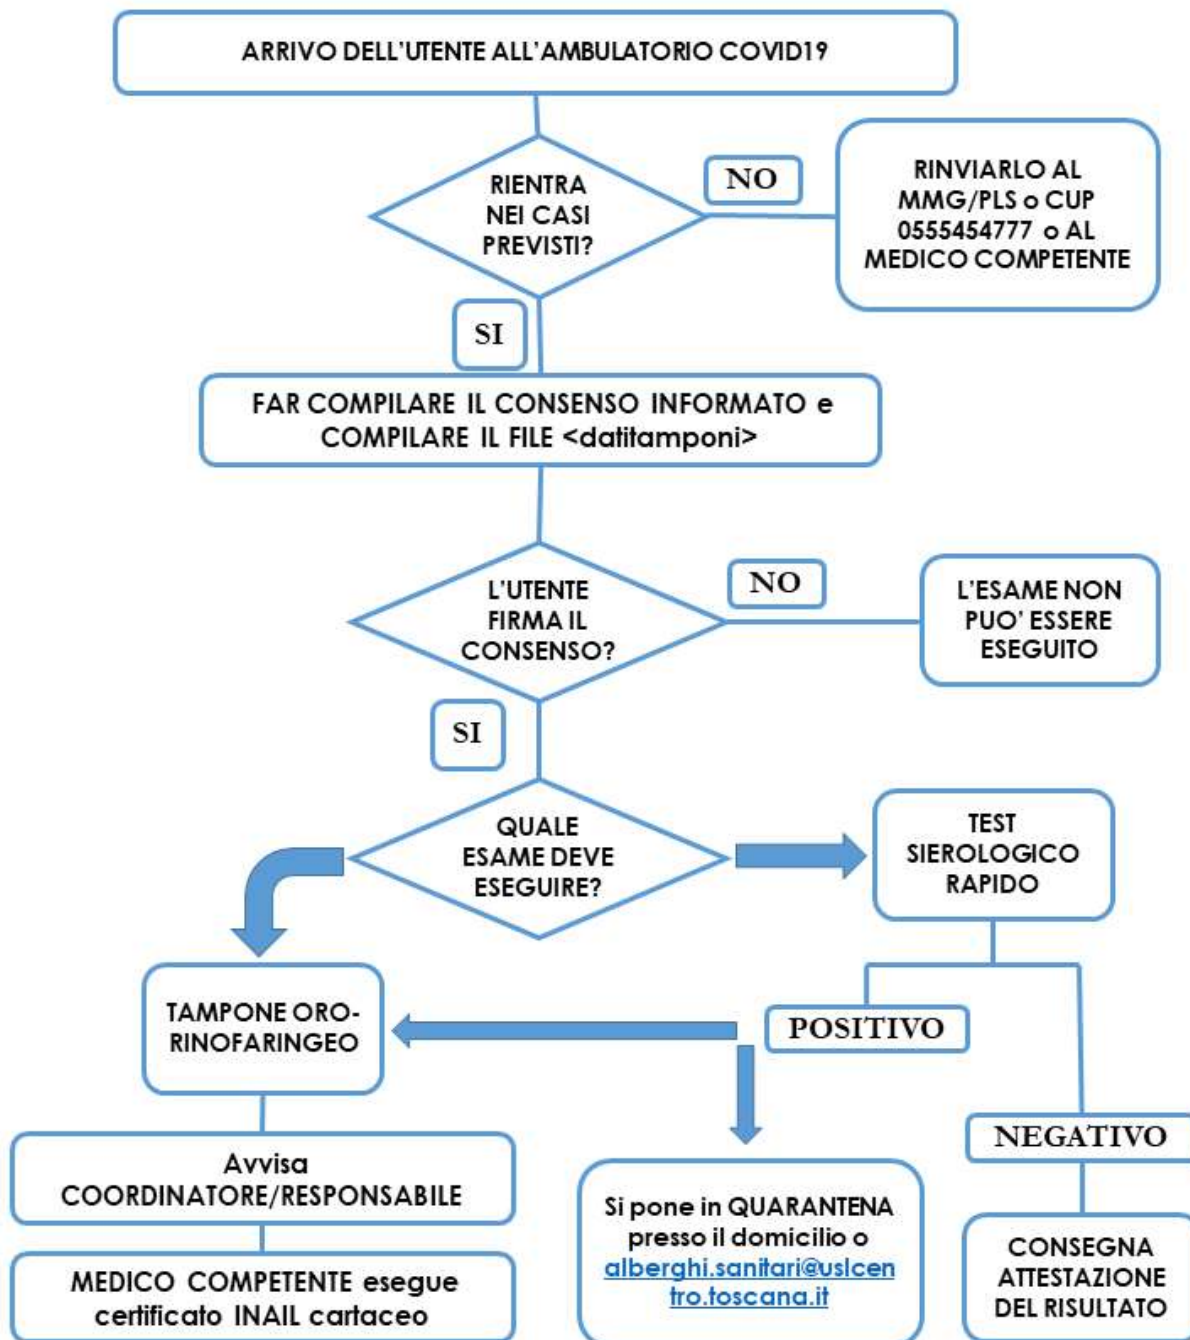 ARRIVO DELL'UTENTE ALL'AMBULATORIO COVID19
RIENTRA
NEI CASI
PREVISTI?
NO
RINVIARLO AL
MMG/PLS o CUP
0555454777 o AL
MEDICO COMPETENTE
SI
FAR COMPILARE IL CONSENSO INFORMATO e
COMPILARE IL FILE <datitamponi>
L'UTENTE
FIRMA IL
CONSENSO?
NO
L'ESAME NON
PUO' ESSERE
ESEGUITO
SI
QUALE
ESAME DEVE
ESEGUIRE?
TEST
SIEROLOGICO
RAPIDO
TAMPONE ORO-
RINOFARINGEO
POSITIVO
NEGATIVO
Avvisa
COORDINATORE/RESPONSABILE
MEDICO COMPETENTE esegue
certificato INAIL cartaceo
Si pone in QUARANTENA
presso il domicilio o
alberghi.sanitari@uslcen
tro.toscana.it
CONSEGNA
ATTESTAZIONE
DEL RISULTATO